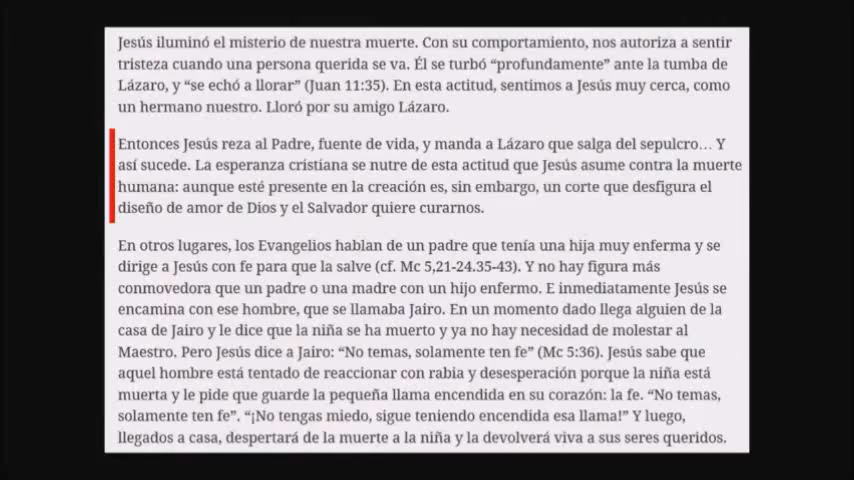 Jesús iluminó el misterio de nuestra muerte. Con su comportamiento, nos autoriza a sentir
tristeza cuando una persona querida se va. Él se turbó “profundamente” ante la tumba de
Lázaro, y “se echó a llorar” (Juan 11:35). En esta actitud, sentimos a Jesús muy cerca, como
un hermano nuestro. Lloró por su amigo Lázaro.
Entonces Jesús reza al Padre, fuente de vida, y manda a Lázaro que salga del sepulcro… Y
así sucede. La esperanza cristiana se nutre de esta actitud que Jesús asume contra la muerte
humana: aunque esté presente en la creación es, sin embargo, un corte que desfigura el
diseño de amor de Dios y el Salvador quiere curarnos.
En otros lugares, los Evangelios hablan de un padre que tenía una hija muy enferma y se
dirige a Jesús con fe para que la salve (cf. Mc 5,21-24.35-43). Y no hay figura más
conmovedora que un padre o una madre con un hijo enfermo. E inmediatamente Jesús se
encamina con ese hombre, que se llamaba Jairo. En un momento dado llega alguien de la
casa de Jairo y le dice que la niña se ha muerto y ya no hay necesidad de molestar al
Maestro. Pero Jesús dice a Jairo: “No temas, solamente ten fe” (Mc 5:36). Jesús sabe que
aquel hombre está tentado de reaccionar con rabia y desesperación porque la niña está
muerta y le pide que guarde la pequeña llama encendida en su corazón: la fe. “No temas,
solamente ten fe”. “¡No tengas miedo, sigue teniendo encendida esa llama!” Y luego,
llegados a casa, despertará de la muerte a la niña y la devolverá viva a sus seres queridos.